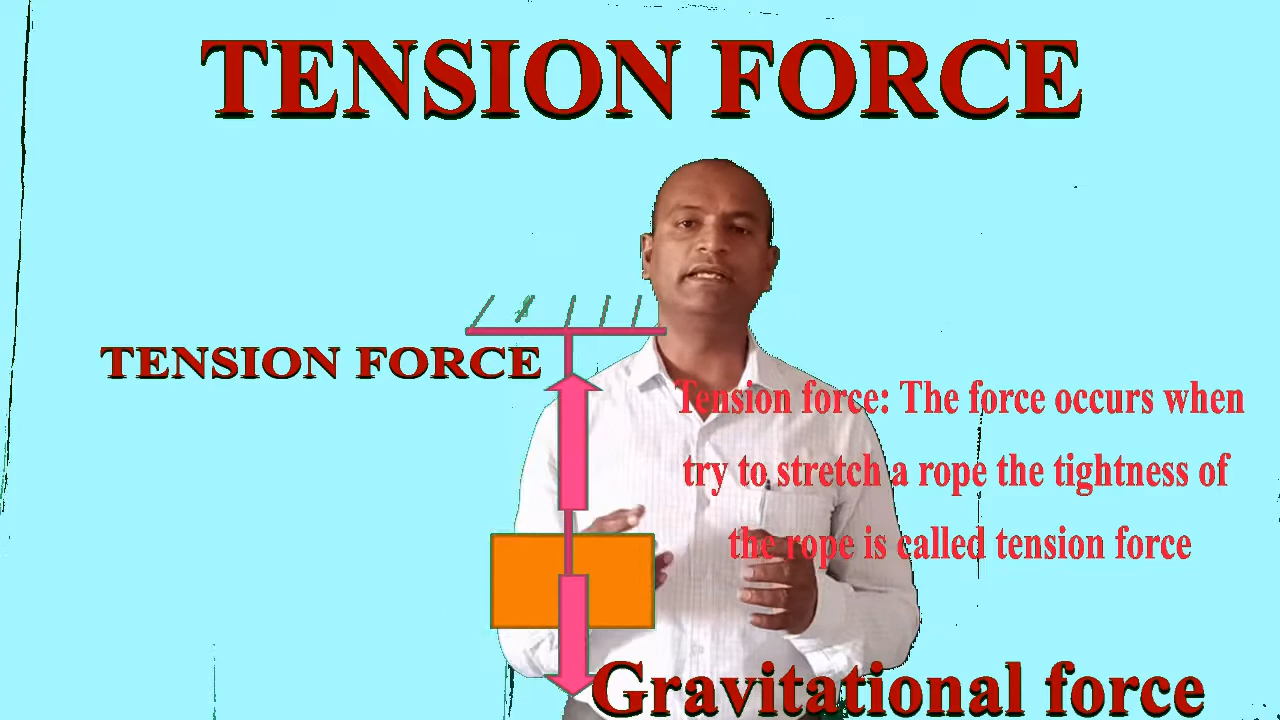 TENSION FORCE
TENSION FORCE
Tension force: The force occurs when
try to stretch a rope the tightness of
the rope is called tension force
Gravitational force